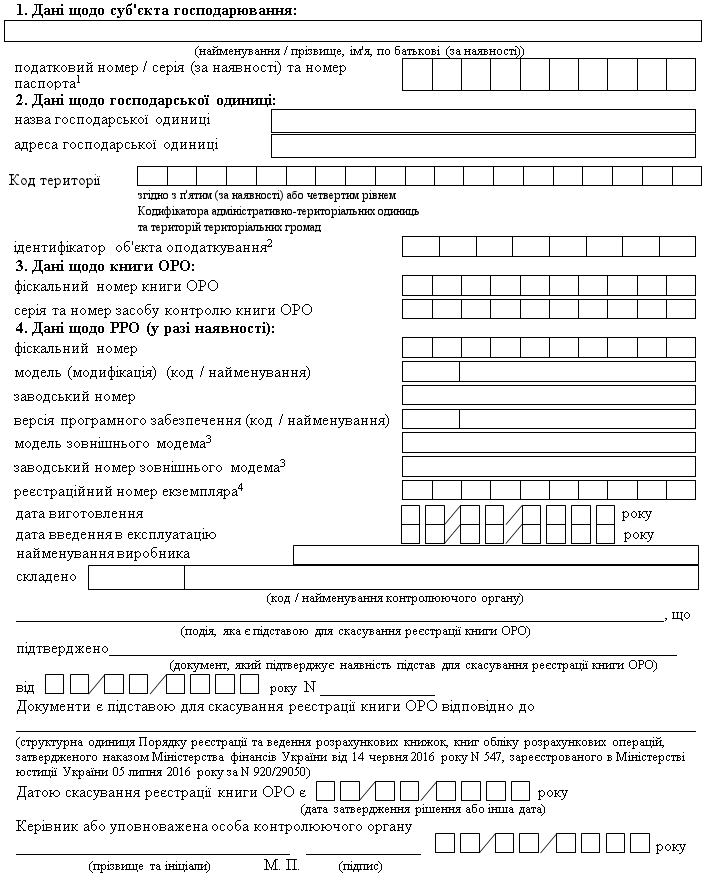 1. Дані щодо суб'єкта господарювання:
(найменування / прізвище, ім'я, по батькові (за наявності))
податковий номер / серія (за наявності) та номер
паспорта1
2. Дані щодо господарської одиниці:
назва господарської одиниці
адреса господарської одиниці
Код території
згідно з п'ятим (за наявності) або четвертим рівнем
Кодифікатора адміністративно-територіальних одиниць
та територій територіальних громад
ідентифікатор об'єкта оподаткування2
3. Дані щодо книги ОРО:
фіскальний номер книги ОРО
серія та номер засобу контролю книги ОРО
4. Дані щодо РРО (у разі наявності):
фіскальний номер
модель (модифікація) (код / найменування)
заводський номер
версія програмного забезпечення (код / найменування)
модель зовнішнього модема3
заводський номер зовнішнього модема3
реєстраційний номер екземпляра4
дата виготовлення / / року
дата введення в експлуатацію / / року
найменування виробника
складено
(код / найменування контролюючого органу)
, що
(подія, яка є підставою для скасування реєстрації книги ОРО)
підтверджено
(документ, який підтверджує наявність підстав для скасування реєстрації книги ОРО)
від / / року N
Документи є підставою для скасування реєстрації книги ОРО відповідно до
(структурна одиниця Порядку реєстрації та ведення розрахункових книжок, книг обліку розрахункових операцій,
затвердженого наказом Міністерства фінансів України від 14 червня 2016 року N 547, зареєстрованого в Міністерстві
юстиції України 05 липня 2016 року за N 920/29050)
Датою скасування реєстрації книги ОРО є / / року
(дата затвердження рішення або інша дата)
Керівник або уповноважена особа контролюючого органу
/ / року
(прізвище та ініціали) М. П. (підпис)